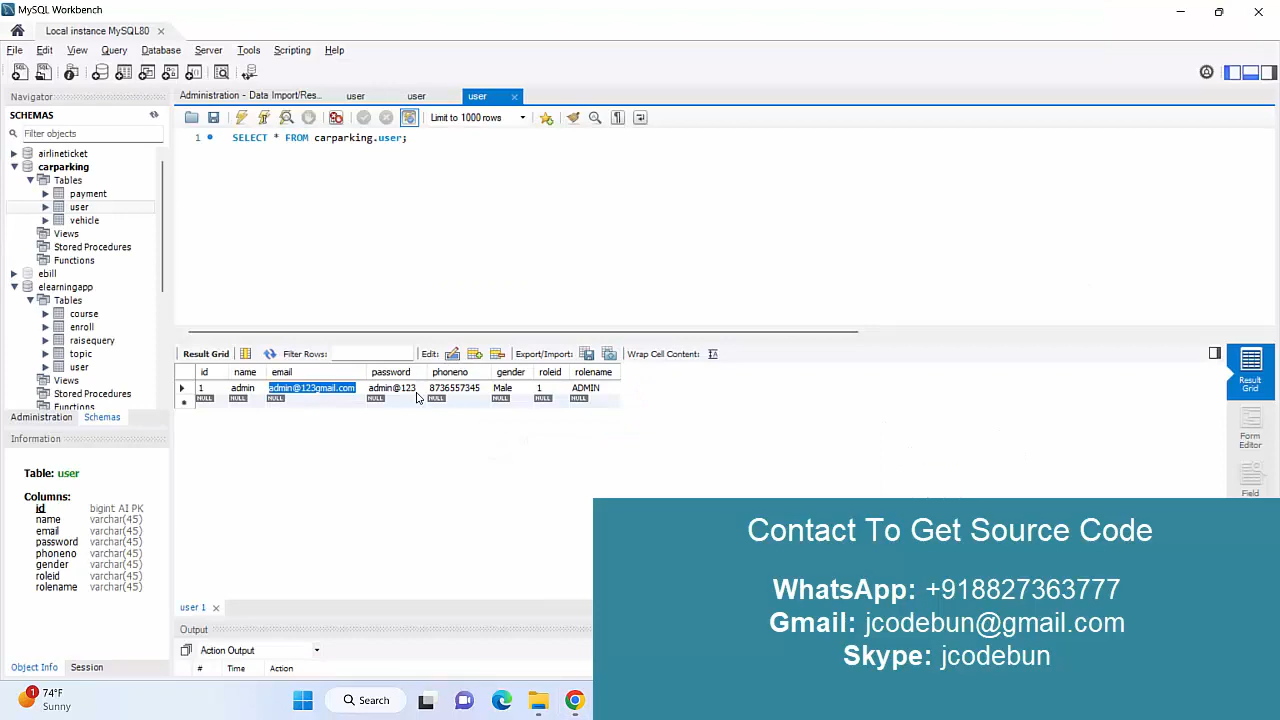 MySQL Workbench
Local instance MySQL80
File Edit View Query Database Server Tools Scripting Help
Navigator
SCHEMAS
Filter objects
airlineticket
carparking
Tables
payment
user
vehicle
Views
Stored Procedures
Functions
ebill
elearningapp
Tables
course
enroll
raisequery
topic
user
Views
Functions
Administration Schemas
Information
Table: user
Columns:
id bigint AI PK
name varchar(45)
email varchar(45)
password varchar(45)
phoneno varchar(45)
gender varchar(45)
roleid varchar(45)
rolename varchar(45)
Object Info Session
Administration - Data Import/Res... user user user
Limit to 1000 rows
1 SELECT * FROM carparking.user;
Result Grid Filter Rows: Edit: Export/Import: Wrap Cell Content:
id name email password phoneno gender roleid rolename
1 admin admin@123gmail.com admin@123 8736557345 Male 1 ADMIN
NULL NULL NULL NULL NULL NULL NULL NULL
Result
Grid
Form
Editor
Field
user 1
Output
Action Output
# Time Action
Contact To Get Source Code
WhatsApp: +918827363777
Gmail: jcodebun@gmail.com
Skype: jcodebun
1
74°F
Sunny
Search